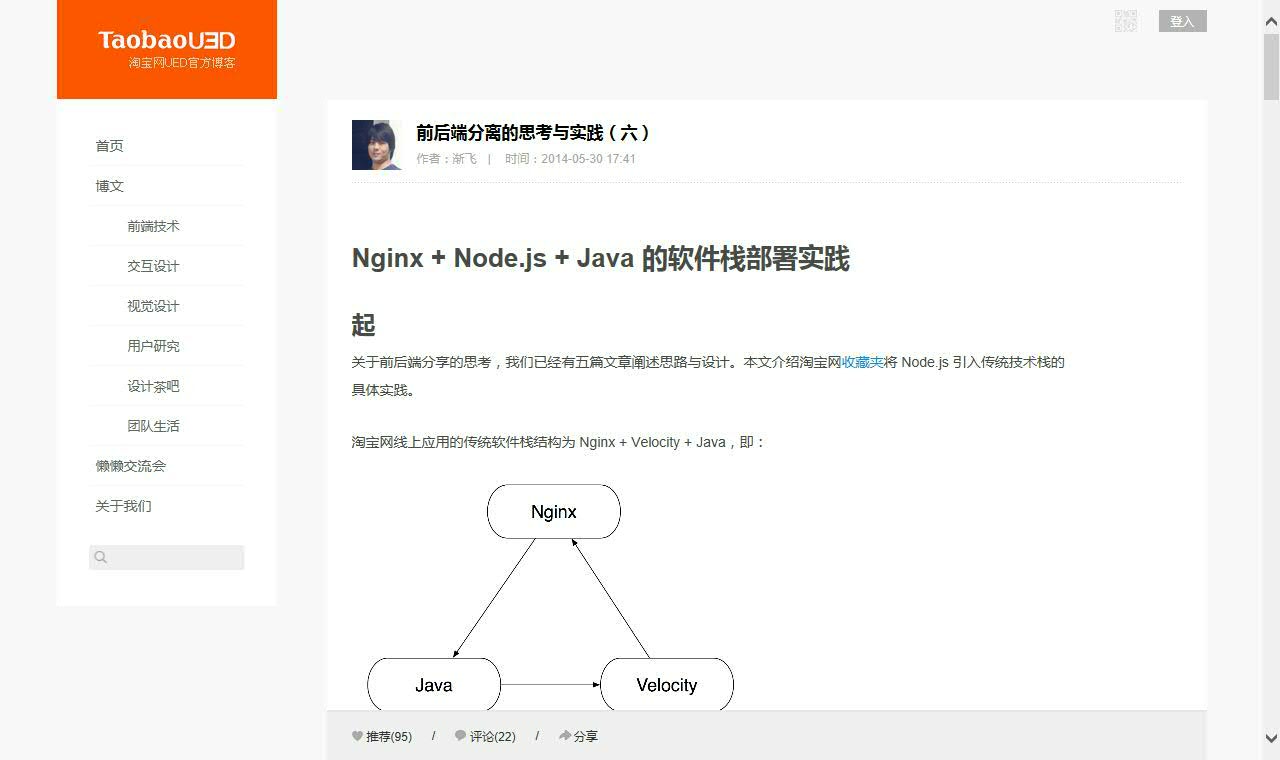 TaobaoUED
淘宝网UED官方博客
登入
首页
博文
前端技术
交互设计
视觉设计
用户研究
设计茶吧
团队生活
懒懒交流会
关于我们
前后端分离的思考与实践（六）
作者：渐飞 | 时间：2014-05-30 17:41
Nginx + Node.js + Java 的软件栈部署实践
起
关于前后端分享的思考，我们已经有五篇文章阐述思路与设计。本文介绍淘宝网收藏夹将 Node.js 引入传统技术栈的
具体实践。
淘宝网线上应用的传统软件栈结构为 Nginx + Velocity + Java，即：
Nginx
Java
Velocity
推荐(95) / 评论(22) / 分享